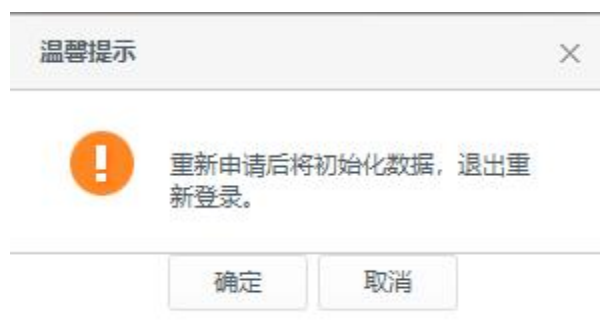 温馨提示
重新申请后将初始化数据，退出重
新登录。
确定
取消